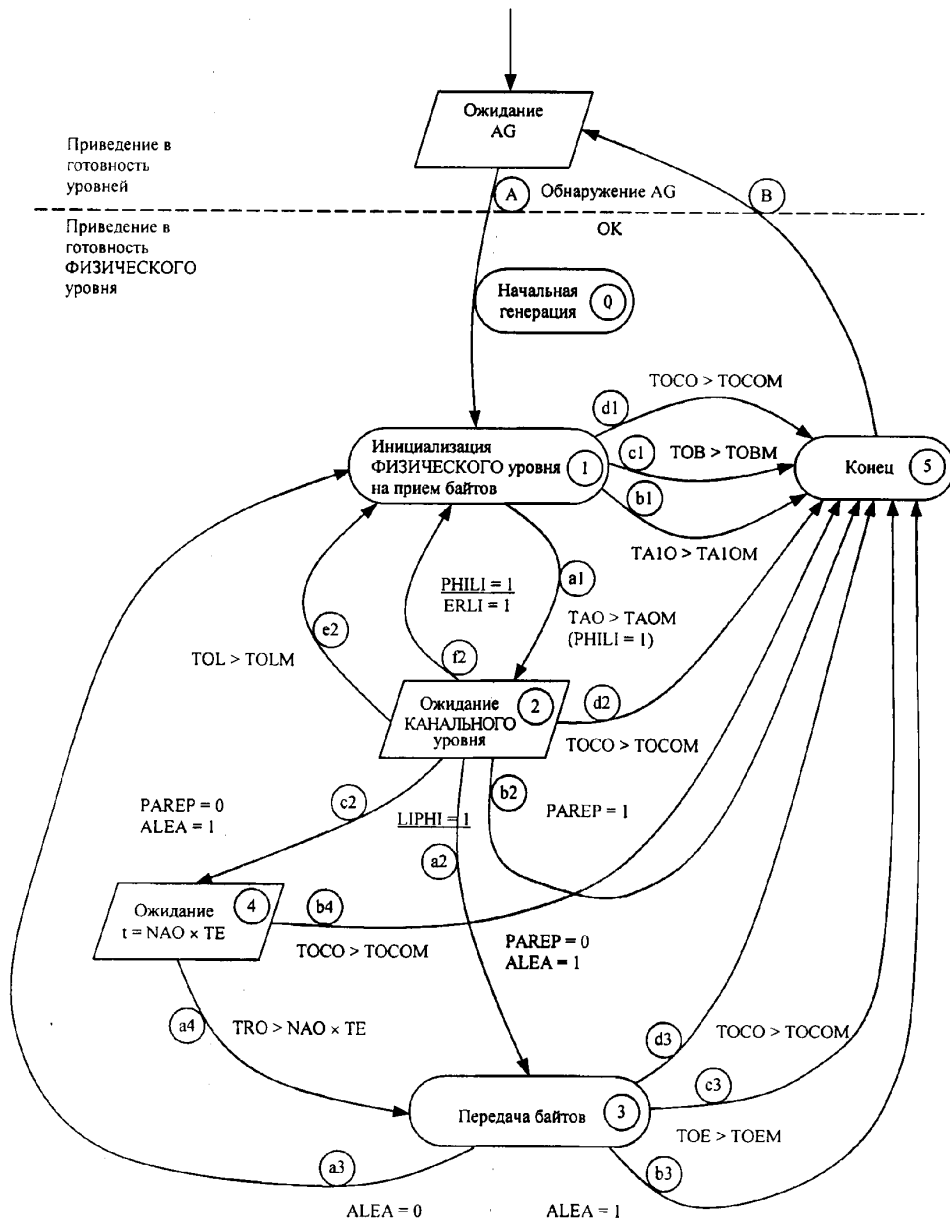 Ожидание
AG
Приведение в
готовность
уровней
A
Обнаружение AG
B
Приведение в
готовность
ФИЗИЧЕСКОГО
уровня
OK
Начальная
генерация
0
TOCO > TOCOM
d1
Инициализация
ФИЗИЧЕСКОГО уровня
на прием байтов
1
c1
TOB > TOBM
Конец
5
b1
TA1O > TA1OM
a1
PHILI = 1
ERLI = 1
TAO > TAOM
(PHILI = 1)
e2
TOL > TOLM
f2
Ожидание
КАНАЛЬНОГО
уровня
2
d2
TOCO > TOCOM
b2
c2
PAREP = 0
ALEA = 1
LIPHI = 1
PAREP = 1
a2
Ожидание
t = NAO × TE
4
b4
TOCO > TOCOM
PAREP = 0
ALEA = 1
a4
TRO > NAO × TE
d3
TOCO > TOCOM
c3
Передача байтов
3
TOE > TOEM
a3
b3
ALEA = 0
ALEA = 1